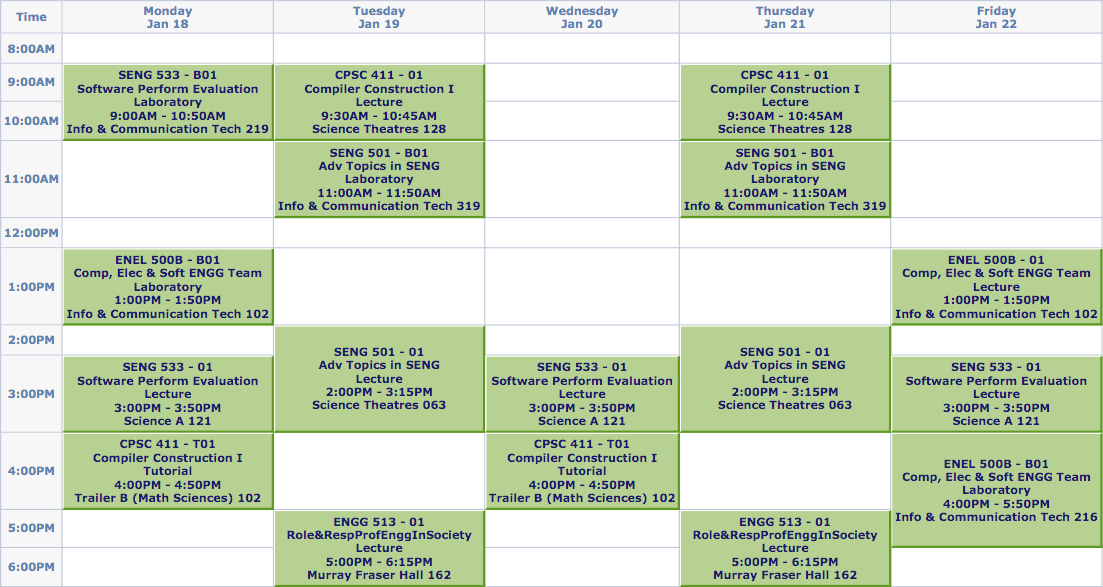 Time
Monday
Jan 18
Tuesday
Jan 19
Wednesday
Jan 20
Thursday
Jan 21
Friday
Jan 22
8:00AM
9:00AM
SENG 533 - B01
Software Perform Evaluation
Laboratory
9:00AM - 10:50AM
Info & Communication Tech 219
CPSC 411 - 01
Compiler Construction I
Lecture
9:30AM - 10:45AM
Science Theatres 128
CPSC 411 - 01
Compiler Construction I
Lecture
9:30AM - 10:45AM
Science Theatres 128
10:00AM
11:00AM
SENG 501 - B01
Adv Topics in SENG
Laboratory
11:00AM - 11:50AM
Info & Communication Tech 319
SENG 501 - B01
Adv Topics in SENG
Laboratory
11:00AM - 11:50AM
Info & Communication Tech 319
12:00PM
1:00PM
ENEL 500B - B01
Comp, Elec & Soft ENGG Team
Laboratory
1:00PM - 1:50PM
Info & Communication Tech 102
ENEL 500B - 01
Comp, Elec & Soft ENGG Team
Lecture
1:00PM - 1:50PM
Info & Communication Tech 102
2:00PM
SENG 501 - 01
Adv Topics in SENG
Lecture
2:00PM - 3:15PM
Science Theatres 063
SENG 501 - 01
Adv Topics in SENG
Lecture
2:00PM - 3:15PM
Science Theatres 063
3:00PM
SENG 533 - 01
Software Perform Evaluation
Lecture
3:00PM - 3:50PM
Science A 121
SENG 533 - 01
Software Perform Evaluation
Lecture
3:00PM - 3:50PM
Science A 121
SENG 533 - 01
Software Perform Evaluation
Lecture
3:00PM - 3:50PM
Science A 121
4:00PM
CPSC 411 - T01
Compiler Construction I
Tutorial
4:00PM - 4:50PM
Trailer B (Math Sciences) 102
CPSC 411 - T01
Compiler Construction I
Tutorial
4:00PM - 4:50PM
Trailer B (Math Sciences) 102
ENEL 500B - B01
Comp, Elec & Soft ENGG Team
Laboratory
4:00PM - 5:50PM
Info & Communication Tech 216
5:00PM
ENGG 513 - 01
Role&RespProfEnggInSociety
Lecture
5:00PM - 6:15PM
Murray Fraser Hall 162
ENGG 513 - 01
Role&RespProfEnggInSociety
Lecture
5:00PM - 6:15PM
Murray Fraser Hall 162
6:00PM